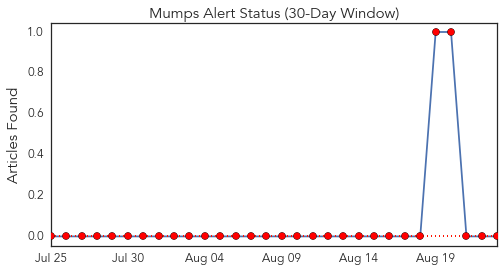 Mumps Alert Status (30-Day Window)
Articles Found
1.0
0.8
0.6
0.4
0.2
0.0
Jul 25 Jul 30 Aug 04 Aug 09 Aug 14 Aug 19